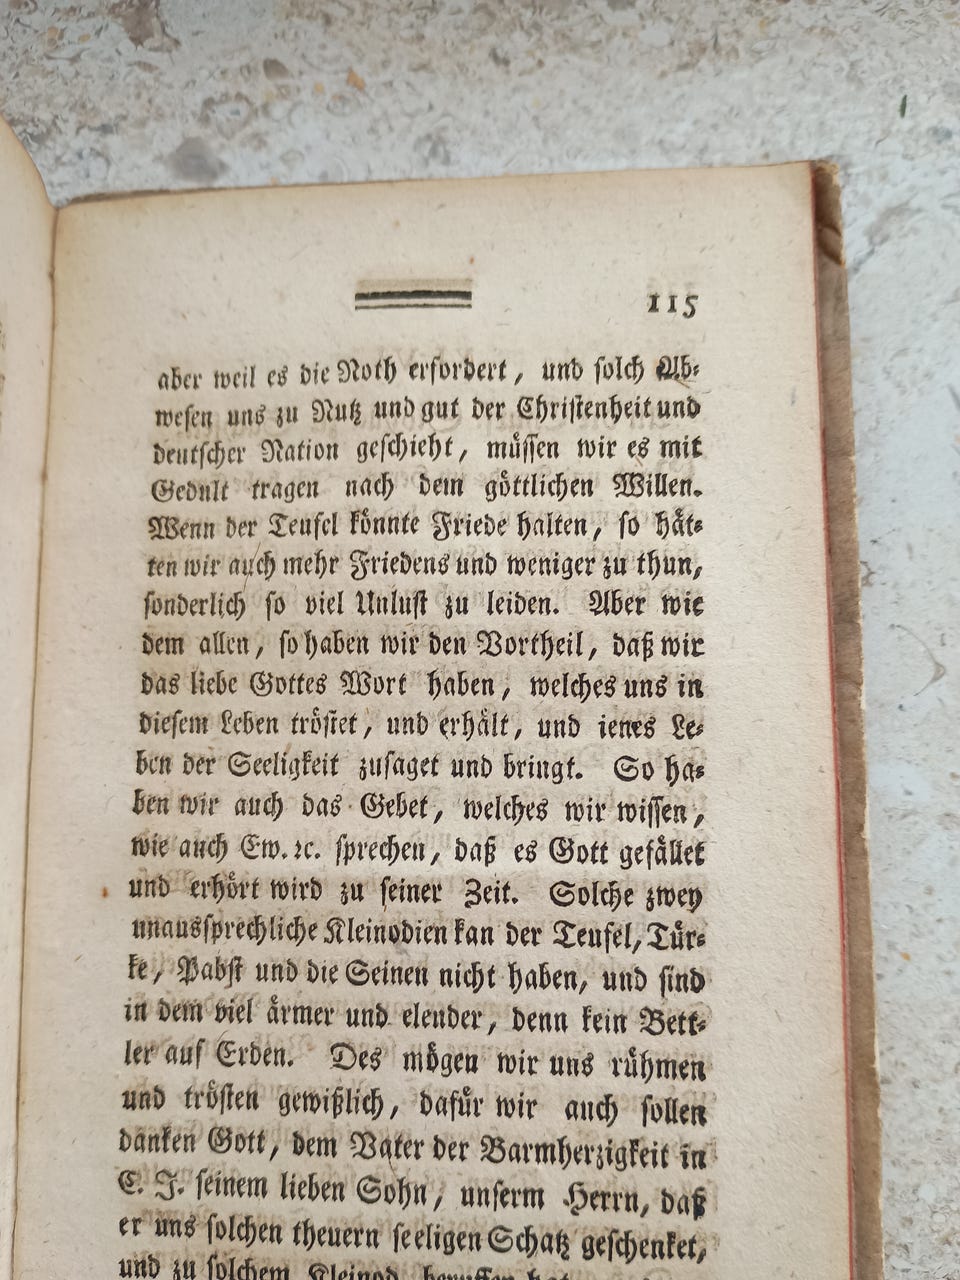 115
aber weil es die Noth erfordert, und solch Ab-
wesen uns zu Nutz und gut der Christenheit und
deutscher Nation geschieht, müssen wir es mit
Gedult tragen nach dem göttlichen Willen.
Wenn der Teufel könnte Friede halten, so hät-
ten wir auch mehr Friedens und weniger zu thun,
sonderlich so viel Unlust zu leiden. Aber wie
dem allen, so haben wir den Vortheil, daß wir
das liebe Gottes Wort haben, welches uns in
diesem Leben tröstet, und erhält, und ienes Le-
ben der Seeligkeit zusaget und bringt. So ha-
ben wir auch das Gebet, welches wir wissen,
wie auch Ew. ꝛc. sprechen, daß es Gott gefället
und erhört wird zu seiner Zeit. Solche zwey
unaussprechliche Kleinodien kan der Teufel, Tür-
ke, Pabst und die Seinen nicht haben, und sind
in dem viel ärmer und elender, denn kein Bett-
ler auf Erden. Des mögen wir uns rühmen
und trösten gewißlich, dafür wir auch sollen
danken Gott, dem Vater der Barmherzigkeit in
C. J. seinem lieben Sohn, unserm Herrn, daß
er uns solchen theuern seeligen Schatz geschenket,
und zu solchem Kleinod beruffen hat